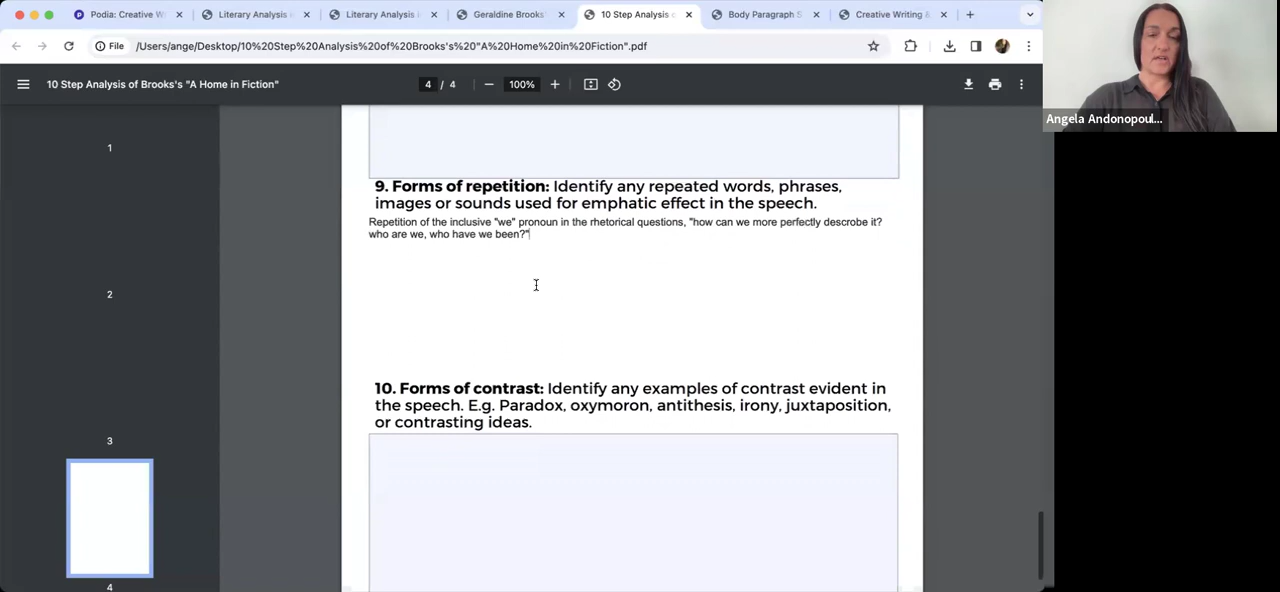 Podia: Creative W
Literary Analysis
Literary Analysis
Geraldine Brooks'
10 Step Analysis o
Body Paragraph S
Creative Writing &
File
/Users/ange/Desktop/10%20Step%20Analysis%20of%20Brooks's%20"A%20Home%20in%20Fiction".pdf
10 Step Analysis of Brooks's "A Home in Fiction"
4 / 4
100%
Angela Andonopoul...
1
2
3
4
9. Forms of repetition: Identify any repeated words, phrases,
images or sounds used for emphatic effect in the speech.
Repetition of the inclusive "we" pronoun in the rhetorical questions, "how can we more perfectly descrobe it?
who are we, who have we been?"
10. Forms of contrast: Identify any examples of contrast evident in
the speech. E.g. Paradox, oxymoron, antithesis, irony, juxtaposition,
or contrasting ideas.